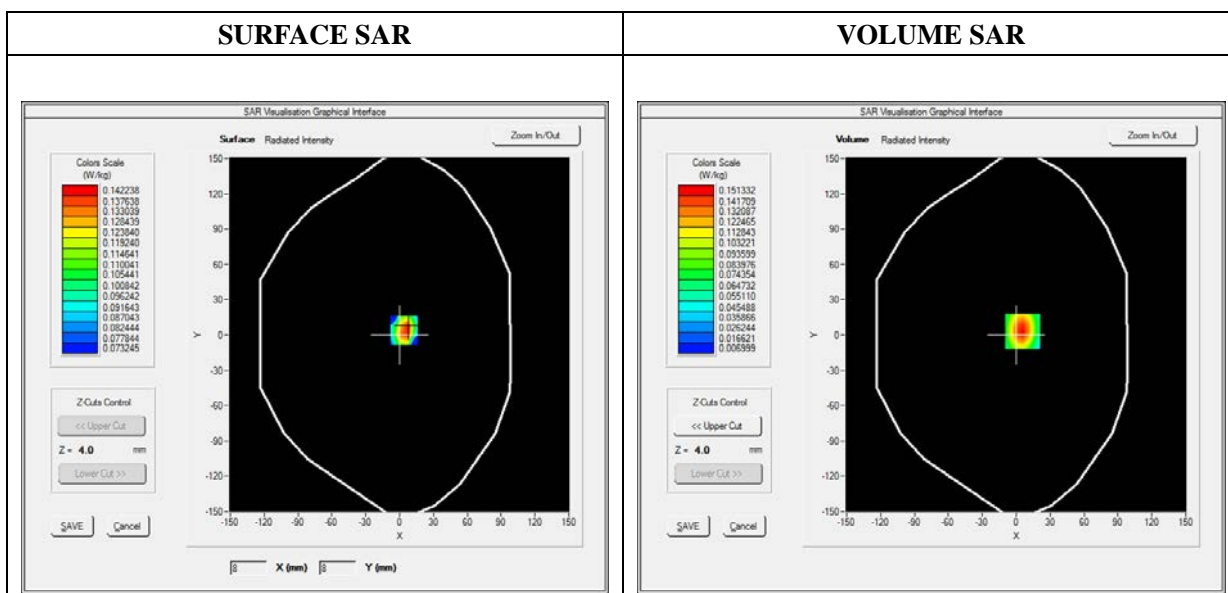 SURFACE SAR
SAR Visualisation Graphical Interface
Surface Radiated Intensity
Zoom In/Out
Colors Scale
(W/kg)
0.142238
0.137638
0.133039
0.128439
0.123840
0.119240
0.114641
0.110041
0.105441
0.100842
0.096242
0.091643
0.087043
0.082444
0.077844
0.073245
Z-Cuts Control
<< Upper Cut
Z = 4.0 mm
Lower Cut >>
SAVE Cancel
150
120
90
60
30
0
-30
-60
-90
-120
-150
Y
-150 -120 -90 -60 -30 0 30 60 90 120 150
X
8 X (mm) 8 Y (mm)
VOLUME SAR
SAR Visualisation Graphical Interface
Volume Radiated Intensity
Zoom In/Out
Colors Scale
(W/kg)
0.151332
0.141709
0.132087
0.122465
0.112843
0.103221
0.093599
0.083976
0.074354
0.064732
0.055110
0.045488
0.035866
0.026244
0.016621
0.006999
Z-Cuts Control
<< Upper Cut
Z = 4.0 mm
Lower Cut >>
SAVE Cancel
150
120
90
60
30
0
-30
-60
-90
-120
-150
Y
-150 -120 -90 -60 -30 0 30 60 90 120 150
X